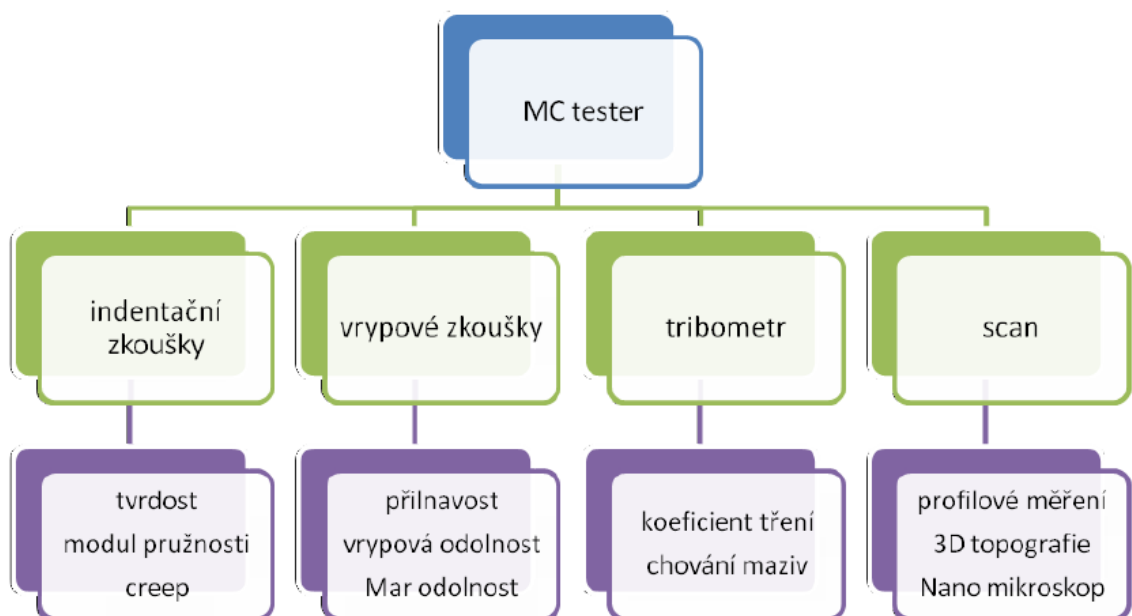 MC tester
indentační
zkoušky
vrypové zkoušky
tribometr
scan
tvrdost
modul pružnosti
creep
přilnavost
vrypová odolnost
Mar odolnost
koeficient tření
chování maziv
profilové měření
3D topografie
Nano mikroskop